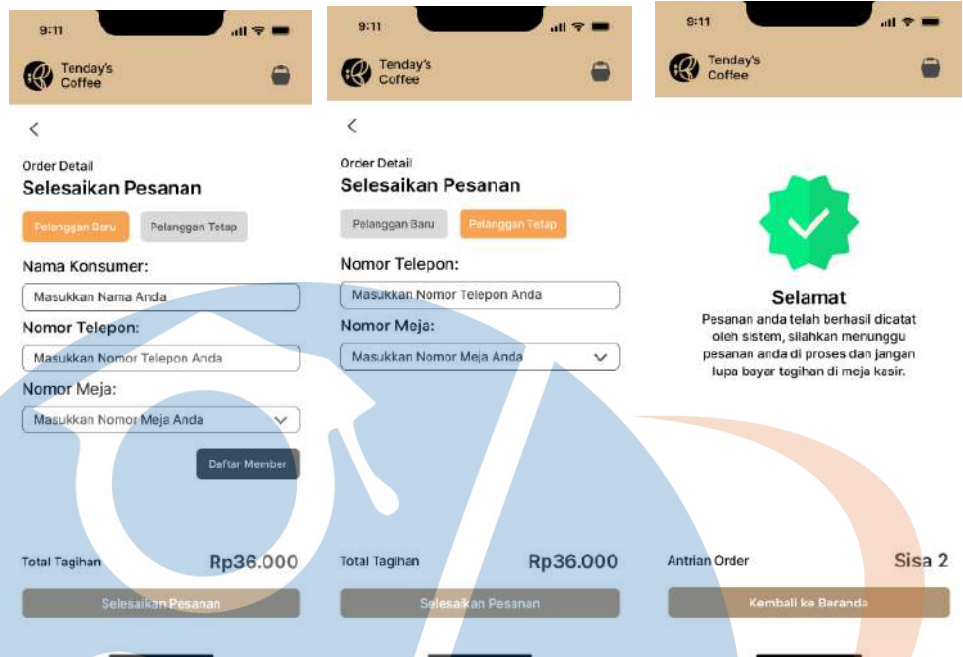 9:11
Tenday's
Coffee
Order Detail
Selesaikan Pesanan
Pelanggan Baru
Pelanggan Tetap
Nama Konsumer:
Masukkan Nama Anda
Nomor Telepon:
Masukkan Nomor Telepon Anda
Nomor Meja:
Masukkan Nomor Meja Anda
Daftar Member
Total Tagihan
Rp36.000
Selesaikan Pesanan
9:11
Tenday's
Coffee
Order Detail
Selesaikan Pesanan
Pelanggan Baru
Pelanggan Tetap
Nomor Telepon:
Masukkan Nomor Telepon Anda
Nomor Meja:
Masukkan Nomor Meja Anda
Total Tagihan
Rp36.000
Selesaikan Pesanan
9:11
Tenday's
Coffee
Selamat
Pesanan anda telah berhasil dicatat
oleh sistem, silahkan menunggu
pesanan anda di proses dan jangan
lupa bayar tagihan di meja kasir.
Antrian Order
Sisa 2
Kembali ke Beranda